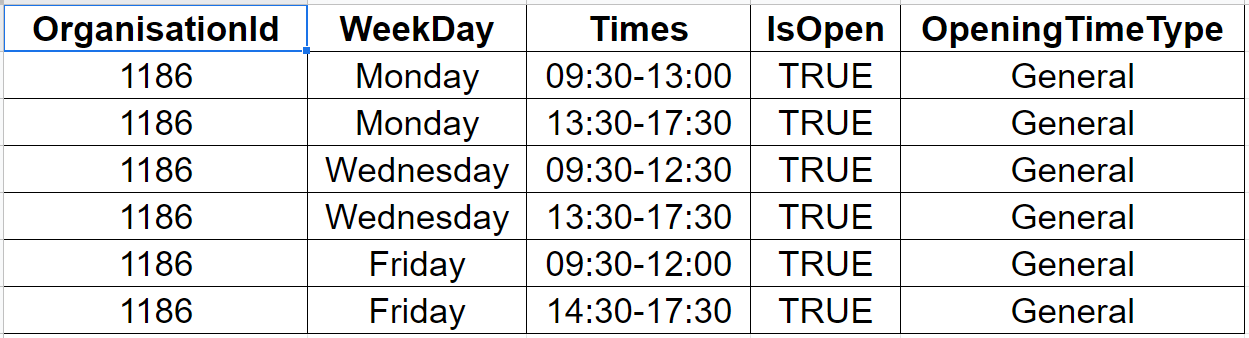 OrganisationId WeekDay Times IsOpen OpeningTimeType
1186 Monday 09:30-13:00 TRUE General
1186 Monday 13:30-17:30 TRUE General
1186 Wednesday 09:30-12:30 TRUE General
1186 Wednesday 13:30-17:30 TRUE General
1186 Friday 09:30-12:00 TRUE General
1186 Friday 14:30-17:30 TRUE General